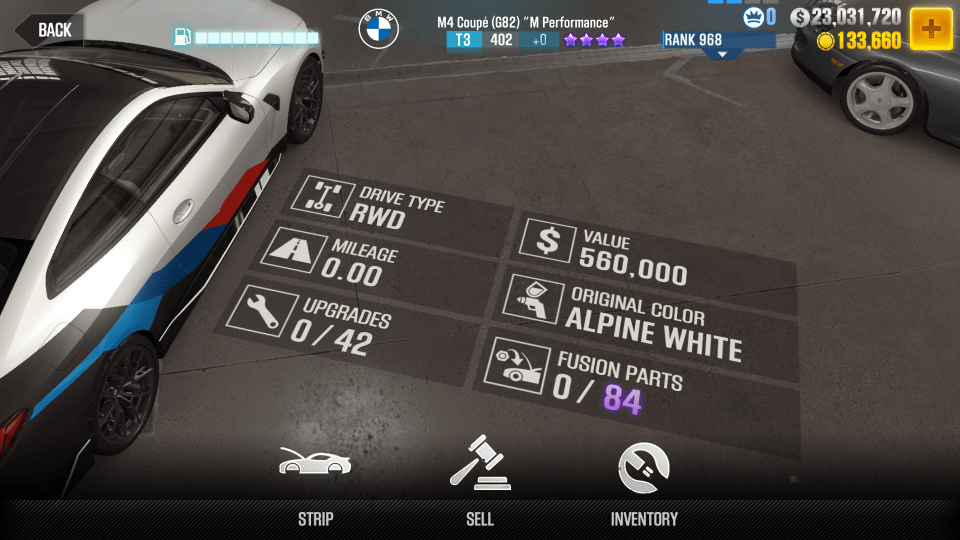 BACK
BMW
M4 Coupé (G82) "M Performance"
T3 402 +0
RANK 968
0
$ 23,031,720
133,660
+
DRIVE TYPE
RWD
MILEAGE
0.00
UPGRADES
0 / 42
$
VALUE
560,000
ORIGINAL COLOR
ALPINE WHITE
FUSION PARTS
0 / 84
STRIP
SELL
INVENTORY